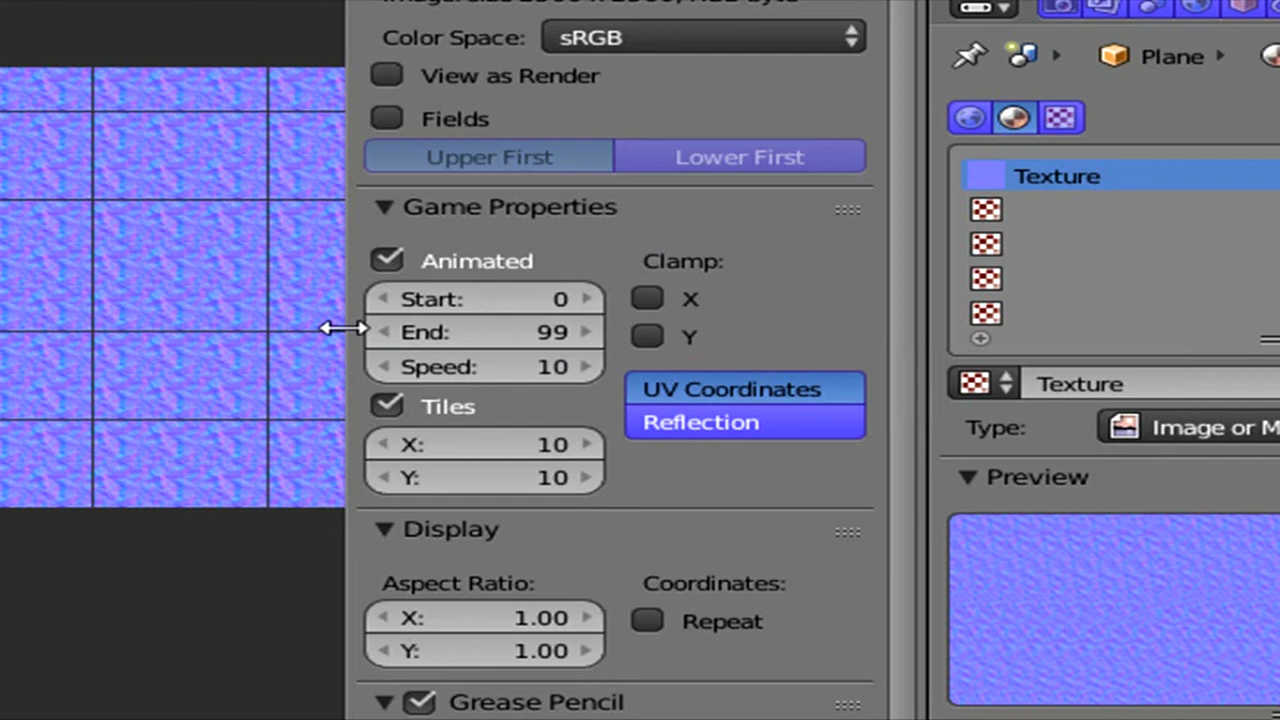 Color Space: sRGB
View as Render
Fields
Upper First Lower First
Game Properties
Animated Clamp:
Start: 0 X
End: 99 Y
Speed: 10
UV Coordinates
Tiles Reflection
X: 10
Y: 10
Display
Aspect Ratio: Coordinates:
X: 1.00 Repeat
Y: 1.00
Grease Pencil
Plane
Texture
Texture
Type: Image or M
Preview